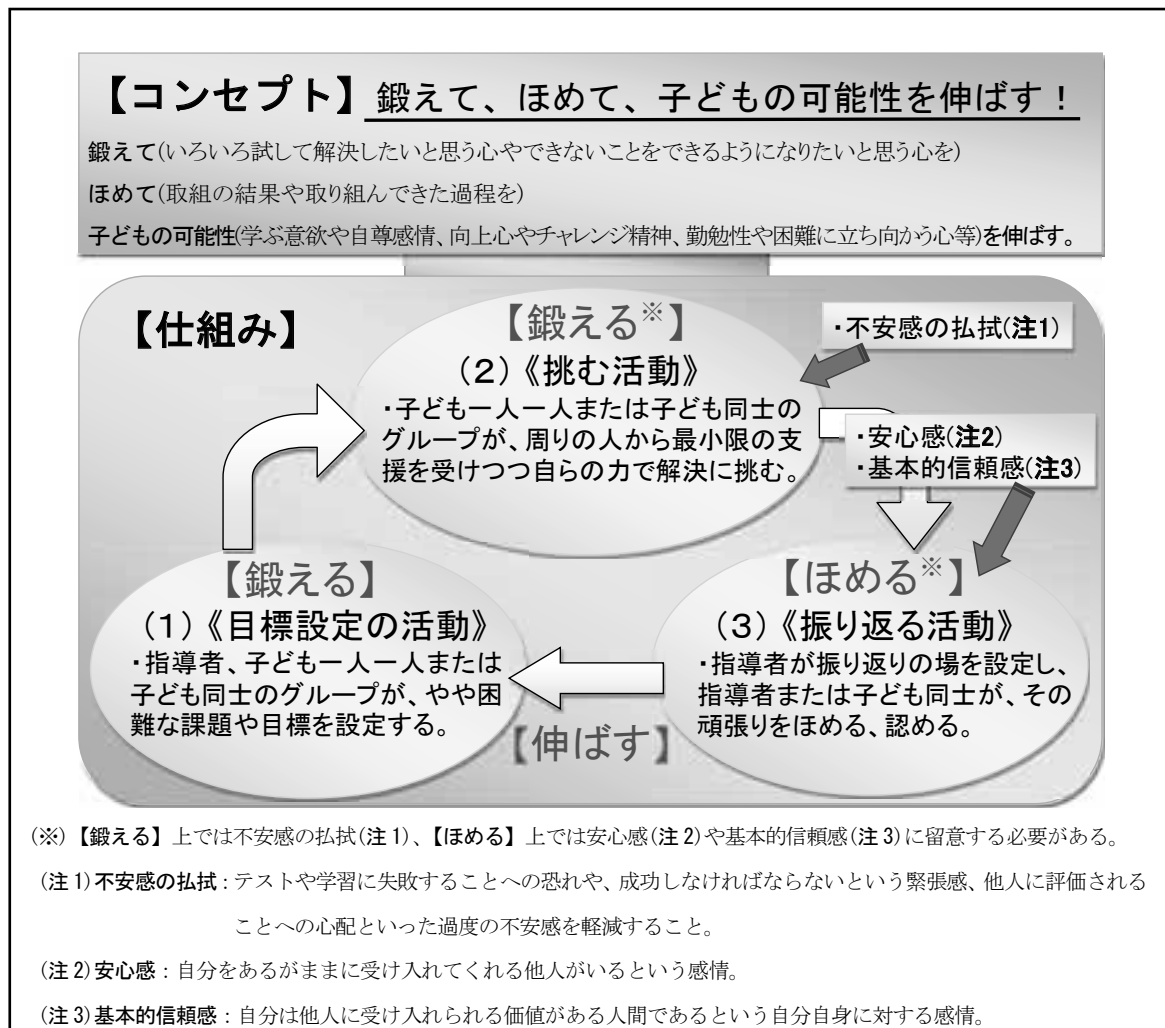 【コンセプト】鍛えて、ほめて、子どもの可能性を伸ばす！
鍛えて(いろいろ試して解決したいと思う心やできないことをできるようになりたいと思う心を)
ほめて(取組の結果や取り組んできた過程を)
子どもの可能性(学ぶ意欲や自尊感情、向上心やチャレンジ精神、勤勉性や困難に立ち向かう心等)を伸ばす。
【仕組み】
【鍛える※】
(2)《挑む活動》
・子ども一人一人または子ども同士の
グループが、周りの人から最小限の支
援を受けつつ自らの力で解決に挑む。
・不安感の払拭(注1)
・安心感(注2)
・基本的信頼感(注3)
【鍛える】
(1)《目標設定の活動》
・指導者、子ども一人一人または
子ども同士のグループが、やや困
難な課題や目標を設定する。
【ほめる※】
(3)《振り返る活動》
・指導者が振り返りの場を設定し、
指導者または子ども同士が、その
頑張りをほめる、認める。
【伸ばす】
(※)【鍛える】上では不安感の払拭(注1)、【ほめる】上では安心感(注2)や基本的信頼感(注3)に留意する必要がある。
(注1)不安感の払拭：テストや学習に失敗することへの恐れや、成功しなければならないという緊張感、他人に評価される
ことへの心配といった過度の不安感を軽減すること。
(注2)安心感：自分をあるがままに受け入れてくれる他人がいるという感情。
(注3)基本的信頼感：自分は他人に受け入れられる価値がある人間であるという自分自身に対する感情。